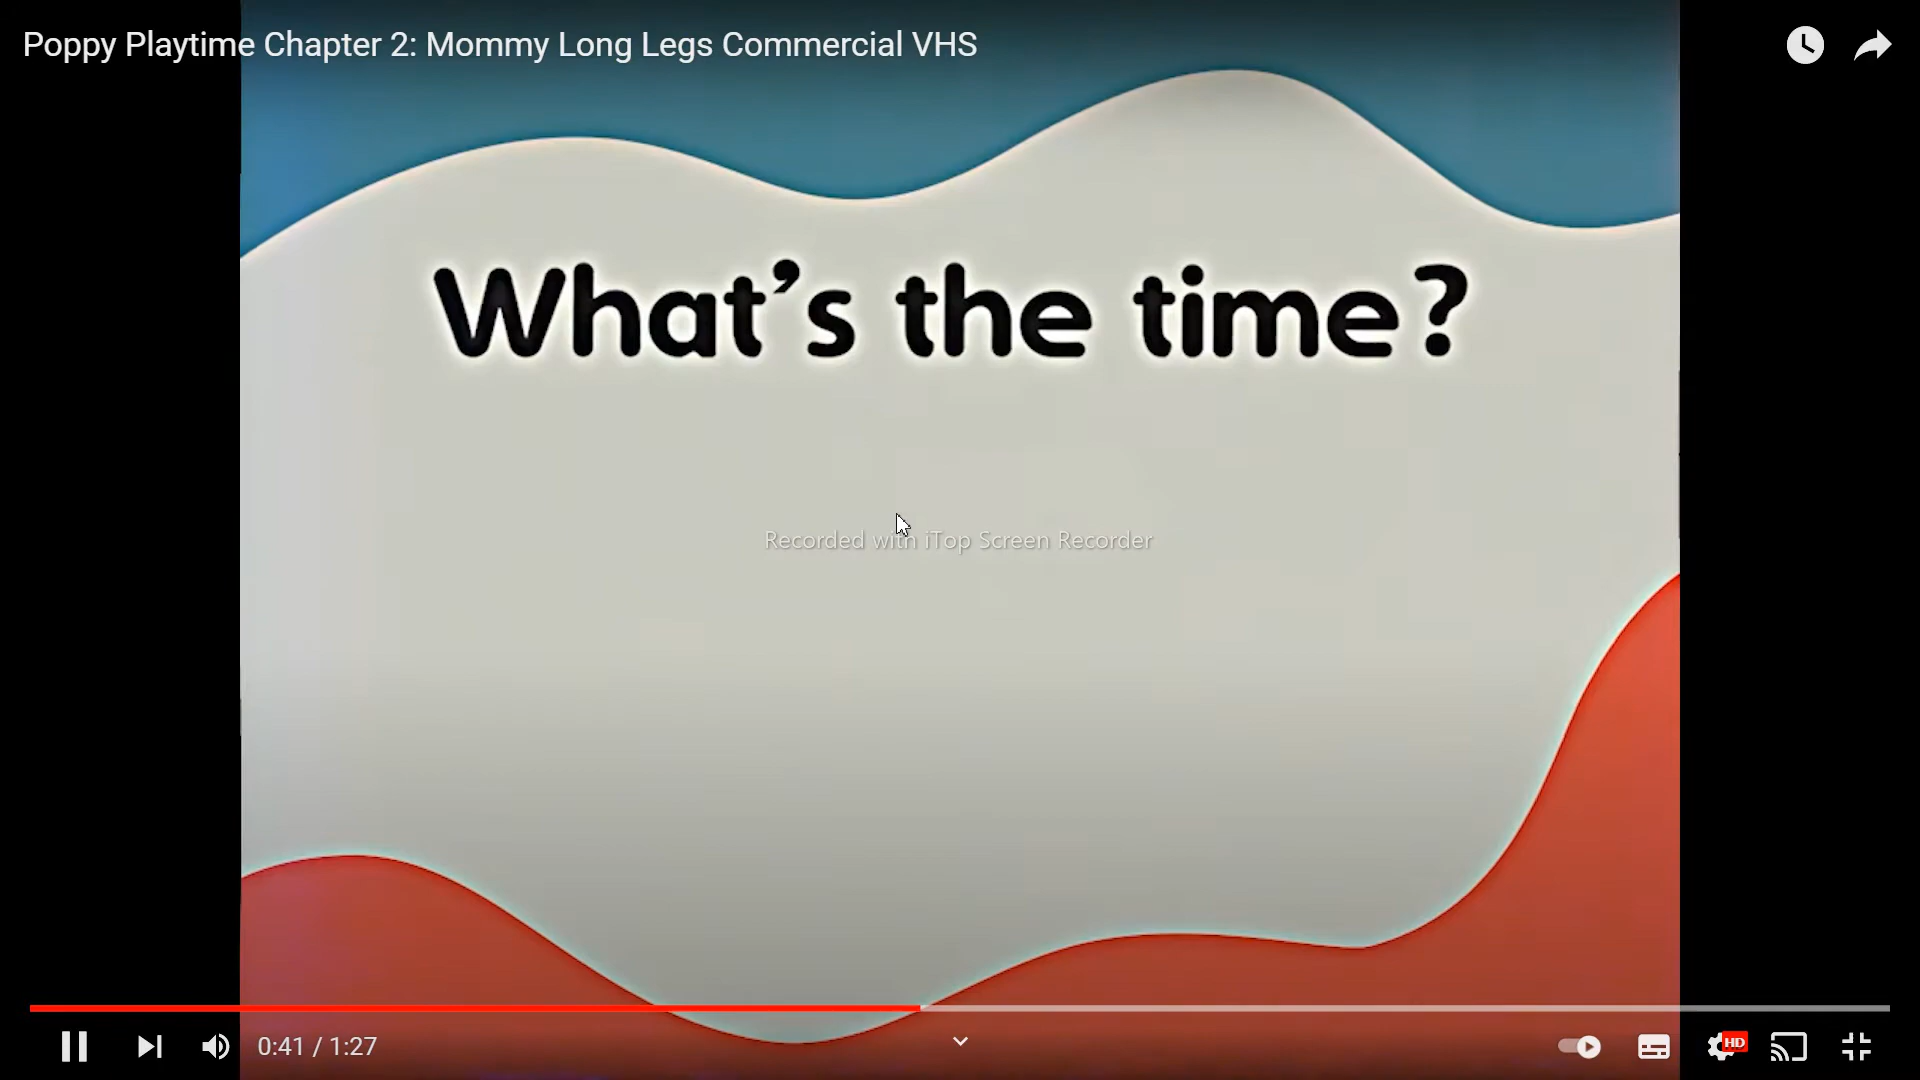 Poppy Playtime Chapter 2: Mommy Long Legs Commercial VHS
What's the time?
Recorded with iTop Screen Recorder
0:41 / 1:27
HD